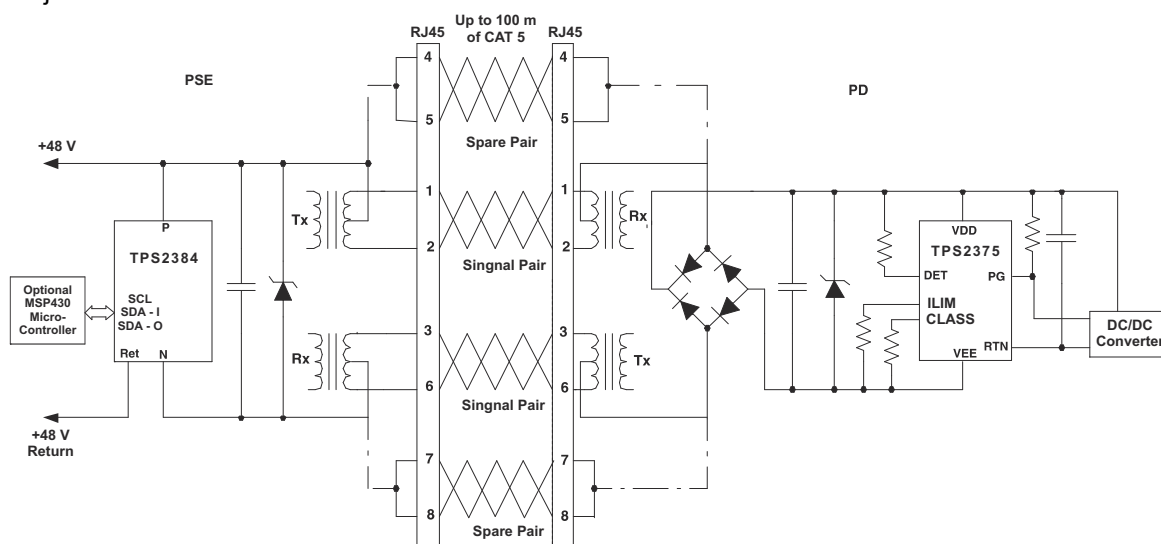 Up to 100 m
of CAT 5
RJ45
RJ45
PSE
PD
4
4
5
5
Spare Pair
+48 V
1
1
Tx
Rx
2
2
Singnal Pair
P
TPS2384
SCL
SDA - I
SDA - O
Ret
N
Optional
MSP430
Micro-
Controller
VDD
TPS2375
DET
PG
ILIM
CLASS
RTN
VEE
DC/DC
Converter
3
3
Rx
Tx
6
6
Singnal Pair
+48 V
Return
7
7
8
8
Spare Pair